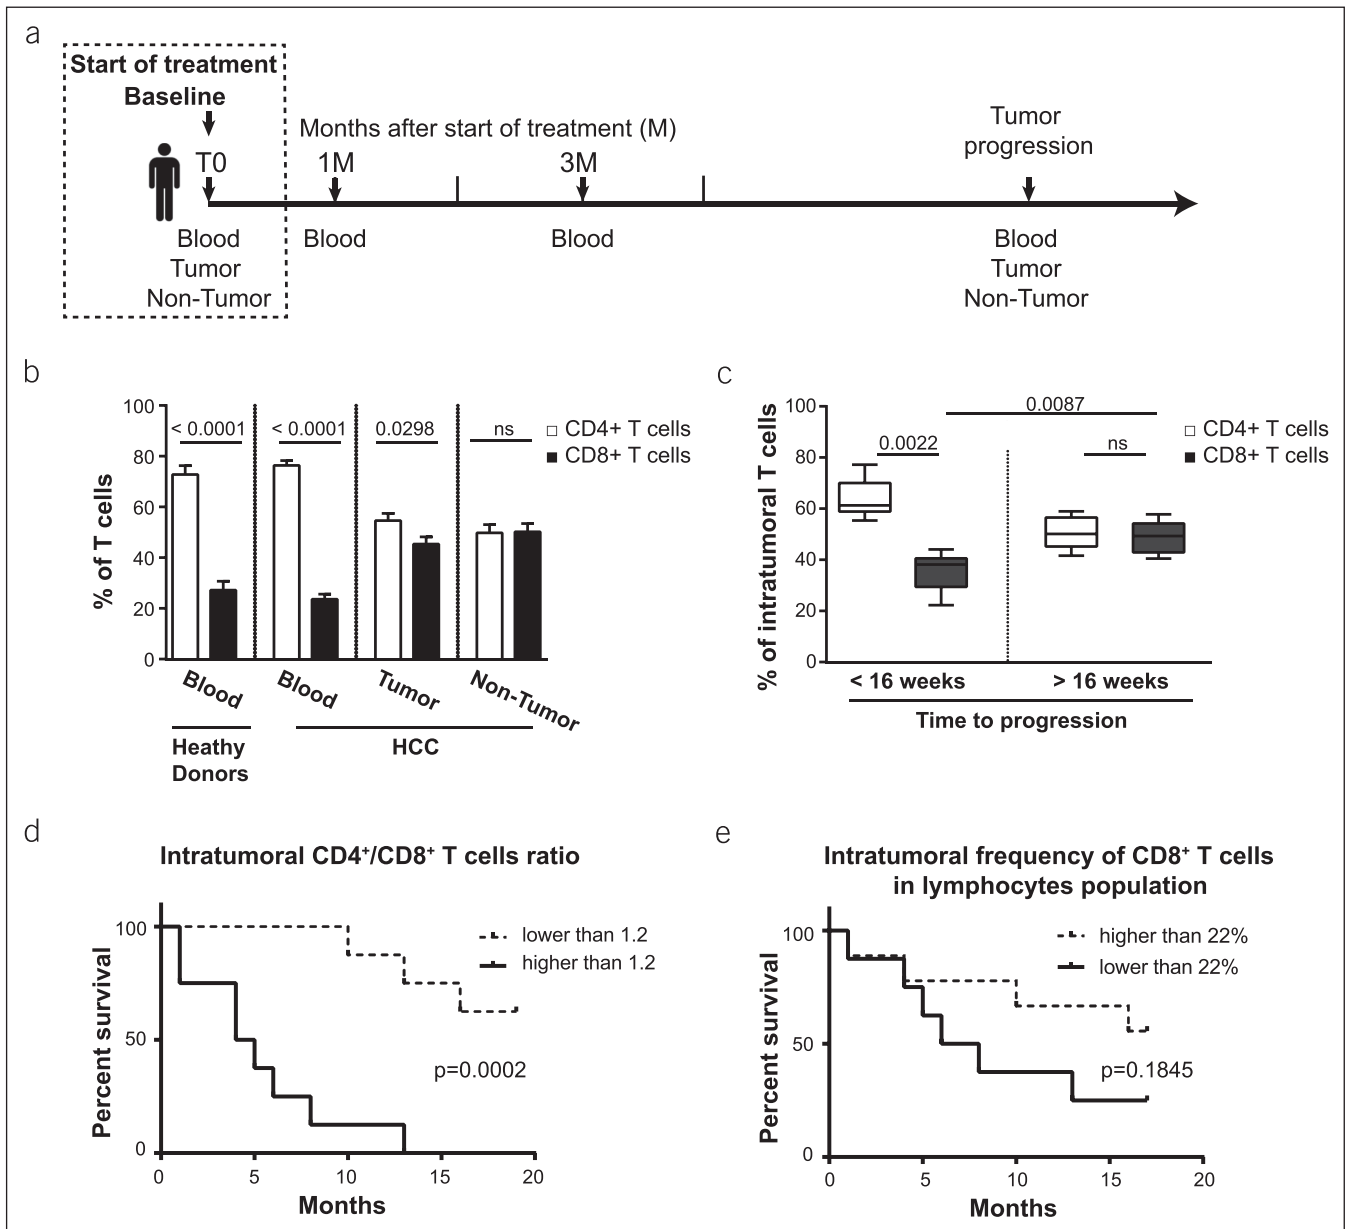 a
Start of treatment
Baseline
Months after start of treatment (M)
Tumor
progression
T0
1M
3M
Blood
Tumor
Non-Tumor
Blood
Blood
Blood
Tumor
Non-Tumor
b
% of T cells
100
80
60
40
20
0
< 0.0001
< 0.0001
0.0298
ns
CD4+ T cells
CD8+ T cells
Blood
Blood
Tumor
Non-Tumor
Heathy
Donors
HCC
c
% of intratumoral T cells
100
80
60
40
20
0
0.0087
0.0022
ns
CD4+ T cells
CD8+ T cells
< 16 weeks
> 16 weeks
Time to progression
d
Intratumoral CD4⁺/CD8⁺ T cells ratio
Percent survival
100
50
0
lower than 1.2
higher than 1.2
p=0.0002
0 5 10 15 20
Months
e
Intratumoral frequency of CD8⁺ T cells
in lymphocytes population
Percent survival
100
50
0
higher than 22%
lower than 22%
p=0.1845
0 5 10 15 20
Months